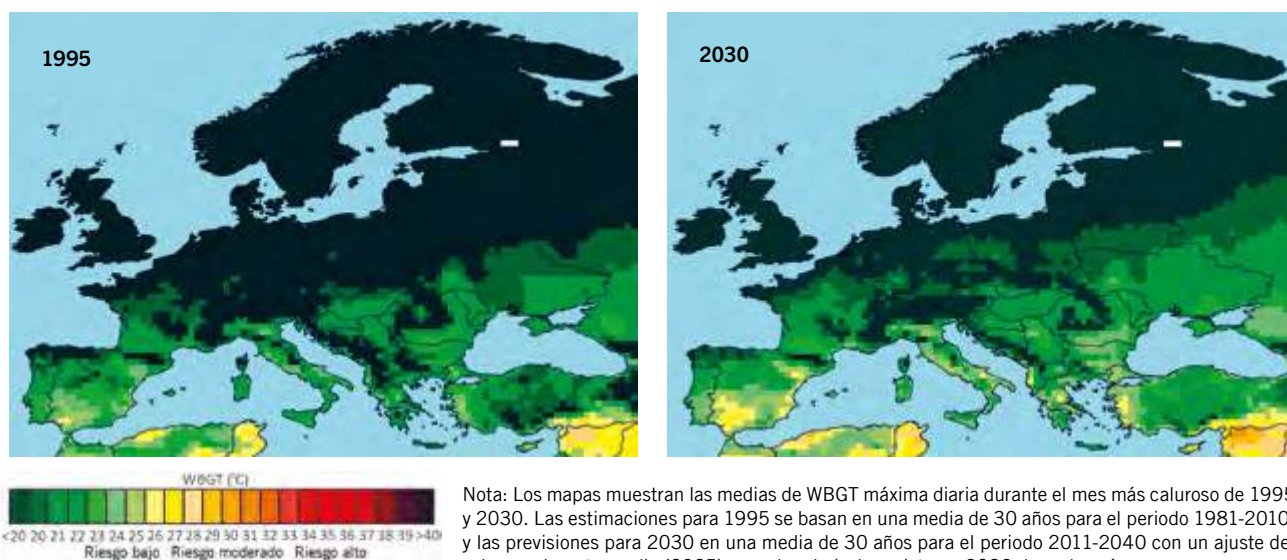 1995
2030
WBGT (°C)
<20 20 21 22 23 24 25 26 27 28 29 30 31 32 33 34 35 36 37 38 39 >40
Riesgo bajo Riesgo moderado Riesgo alto
Nota: Los mapas muestran las medias de WBGT máxima diaria durante el mes más caluroso de 1995
y 2030. Las estimaciones para 1995 se basan en una media de 30 años para el periodo 1981-2010
y las previsiones para 2030 en una media de 30 años para el periodo 2011-2040 con un ajuste de